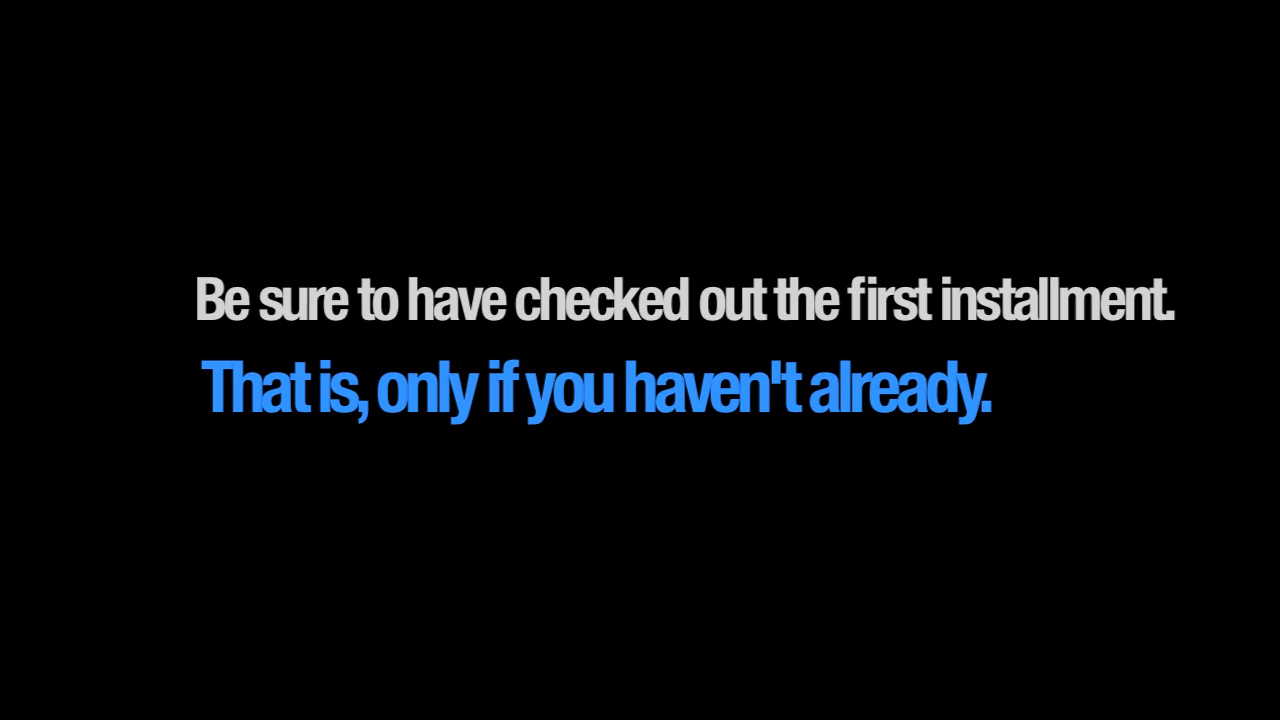 Be sure to have checked out the first installment.
That is, only if you haven't already.